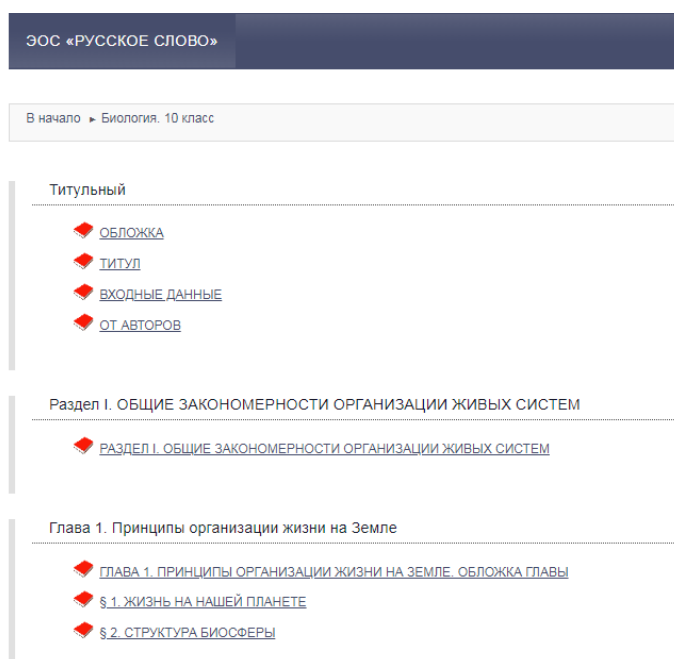 ЭОС «РУССКОЕ СЛОВО»
В начало ► Биология. 10 класс
Титульный
ОБЛОЖКА
ТИТУЛ
ВХОДНЫЕ ДАННЫЕ
ОТ АВТОРОВ
Раздел I. ОБЩИЕ ЗАКОНОМЕРНОСТИ ОРГАНИЗАЦИИ ЖИВЫХ СИСТЕМ
РАЗДЕЛ I. ОБЩИЕ ЗАКОНОМЕРНОСТИ ОРГАНИЗАЦИИ ЖИВЫХ СИСТЕМ
Глава 1. Принципы организации жизни на Земле
ГЛАВА 1. ПРИНЦИПЫ ОРГАНИЗАЦИИ ЖИЗНИ НА ЗЕМЛЕ. ОБЛОЖКА ГЛАВЫ
§ 1. ЖИЗНЬ НА НАШЕЙ ПЛАНЕТЕ
§ 2. СТРУКТУРА БИОСФЕРЫ